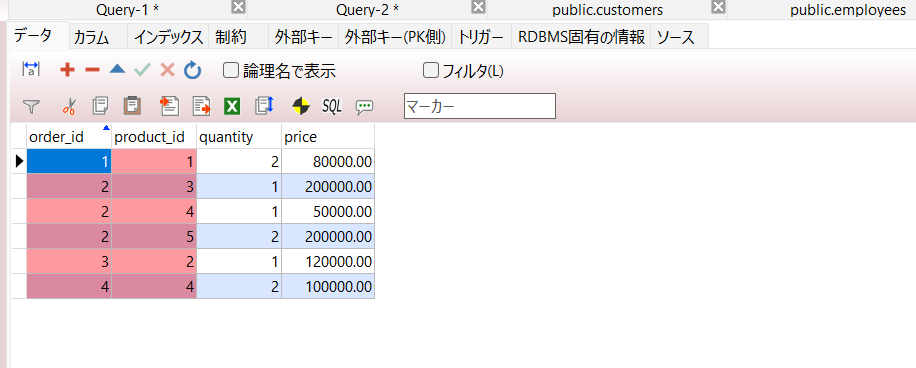 Query-1 * Query-2 * public.customers public.employees
データ カラム インデックス 制約 外部キー 外部キー(PK側) トリガー RDBMS固有の情報 ソース
a 論理名で表示 フィルタ(L)
SQL マーカー
order_id product_id quantity price
1 1 2 80000.00
2 3 1 200000.00
2 4 1 50000.00
2 5 2 200000.00
3 2 1 120000.00
4 4 2 100000.00